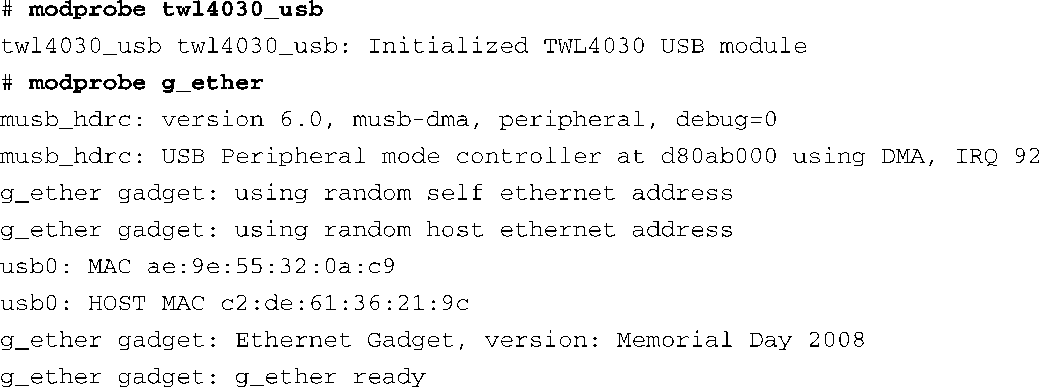 # modprobe twl4030_usb
twl4030_usb twl4030_usb: Initialized TWL4030 USB module
# modprobe g_ether
musb_hdrc: version 6.0, musb-dma, peripheral, debug=0
musb_hdrc: USB Peripheral mode controller at d80ab000 using DMA, IRQ 92
g_ether gadget: using random self ethernet address
g_ether gadget: using random host ethernet address
usb0: MAC ae:9e:55:32:0a:c9
usb0: HOST MAC c2:de:61:36:21:9c
g_ether gadget: Ethernet Gadget, version: Memorial Day 2008
g_ether gadget: g_ether ready